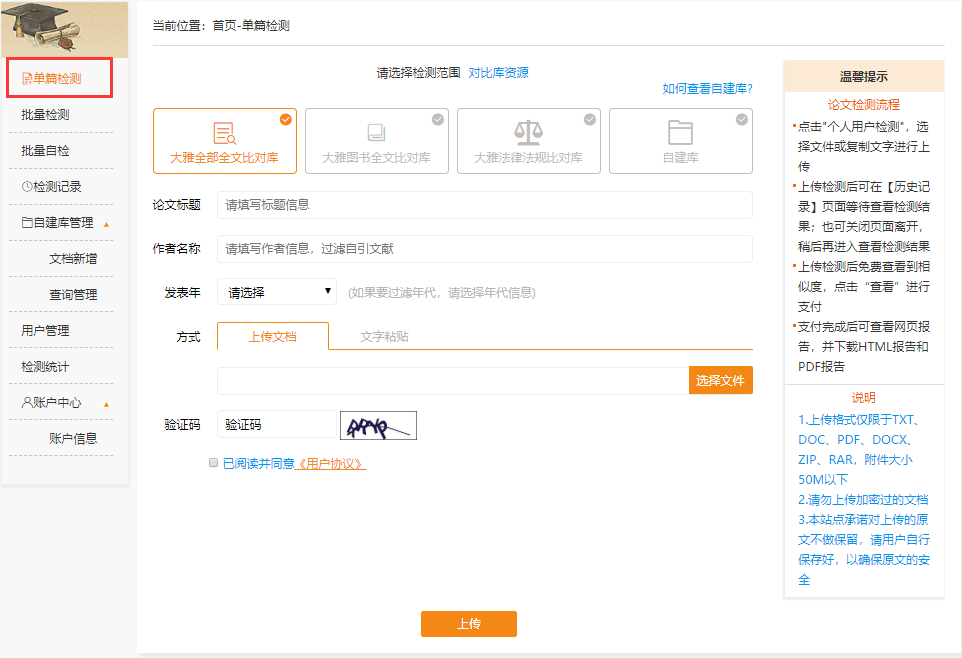 当前位置：首页-单篇检测
单篇检测
批量检测
批量自检
检测记录
自建库管理
文档新增
查询管理
用户管理
检测统计
账户中心
账户信息
请选择检测范围 对比库资源
如何查看自建库?
大雅全部全文比对库
大雅图书全文比对库
大雅法律法规比对库
自建库
论文标题 请填写标题信息
作者名称 请填写作者信息，过滤自引文献
发表年 请选择 (如果要过滤年代，请选择年代信息)
方式 上传文档 文字粘贴
选择文件
验证码 验证码
已阅读并同意《用户协议》
上传
温馨提示
论文检测流程
点击"个人用户检测"，选
择文件或复制文字进行上
传
上传检测后可在【历史记
录】页面等待查看检测结
果；也可关闭页面离开，
稍后再进入查看检测结果
上传检测后免费查看到相
似度，点击“查看”进行
支付
支付完成后可查看网页报
告，并下载HTML报告和
PDF报告
说明
1.上传格式仅限于TXT、
DOC、PDF、DOCX、
ZIP、RAR，附件大小
50M以下
2.请勿上传加密过的文档
3.本站点承诺对上传的原
文不做保留，请用户自行
保存好，以确保原文的安
全